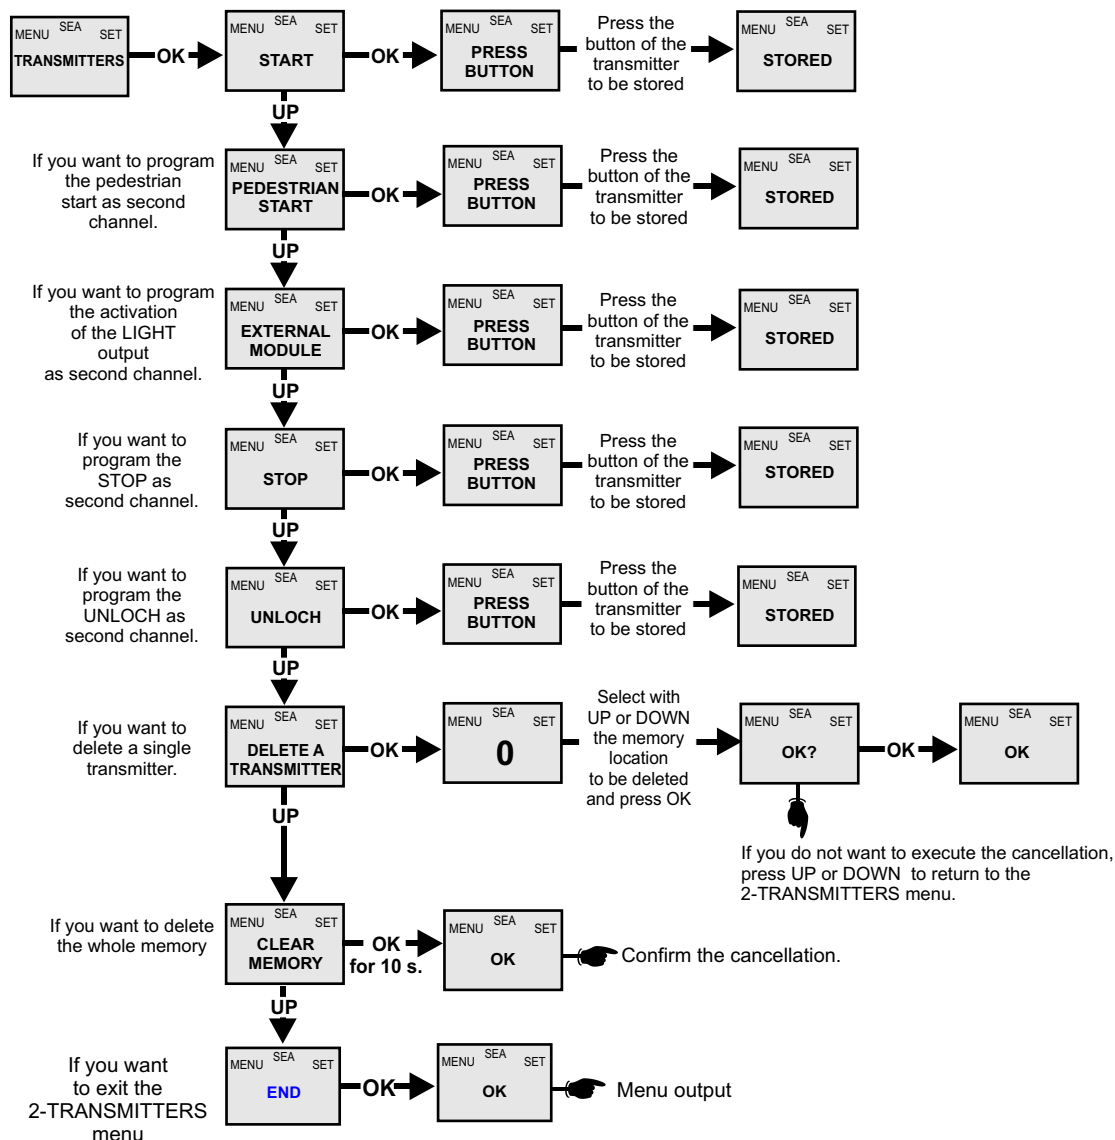 MENU SEA SET
TRANSMITTERS
OK
MENU SEA SET
START
OK
MENU SEA SET
PRESS
BUTTON
Press the
button of the
transmitter
to be stored
MENU SEA SET
STORED
UP
If you want to program
the pedestrian
start as second
channel.
MENU SEA SET
PEDESTRIAN
START
OK
MENU SEA SET
PRESS
BUTTON
Press the
button of the
transmitter
to be stored
MENU SEA SET
STORED
UP
If you want to program
the activation
of the LIGHT
output
as second channel.
MENU SEA SET
EXTERNAL
MODULE
OK
MENU SEA SET
PRESS
BUTTON
Press the
button of the
transmitter
to be stored
MENU SEA SET
STORED
UP
If you want to
program the
STOP as
second channel.
MENU SEA SET
STOP
OK
MENU SEA SET
PRESS
BUTTON
Press the
button of the
transmitter
to be stored
MENU SEA SET
STORED
UP
If you want to
program the
UNLOCH as
second channel.
MENU SEA SET
UNLOCH
OK
MENU SEA SET
PRESS
BUTTON
Press the
button of the
transmitter
to be stored
MENU SEA SET
STORED
UP
If you want to
delete a single
transmitter.
MENU SEA SET
DELETE A
TRANSMITTER
OK
MENU SEA SET
0
Select with
UP or DOWN
the memory
location
to be deleted
and press OK
MENU SEA SET
OK?
OK
MENU SEA SET
OK
If you do not want to execute the cancellation,
press UP or DOWN to return to the
2-TRANSMITTERS menu.
UP
If you want to delete
the whole memory
MENU SEA SET
CLEAR
MEMORY
OK
for 10 s.
MENU SEA SET
OK
Confirm the cancellation.
UP
If you want
to exit the
2-TRANSMITTERS
menu
MENU SEA SET
END
OK
MENU SEA SET
OK
Menu output